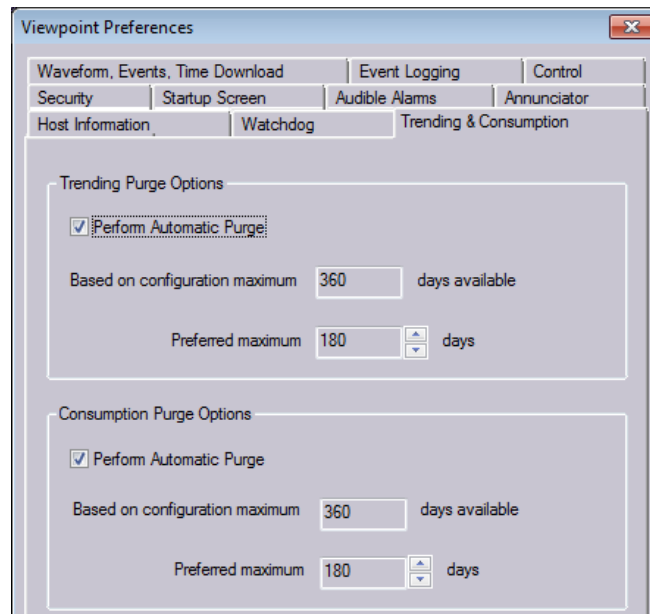 Viewpoint Preferences
Waveform, Events, Time Download Event Logging Control
Security Startup Screen Audible Alarms Annunciator
Host Information Watchdog Trending & Consumption
Trending Purge Options
Perform Automatic Purge
Based on configuration maximum 360 days available
Preferred maximum 180 days
Consumption Purge Options
Perform Automatic Purge
Based on configuration maximum 360 days available
Preferred maximum 180 days